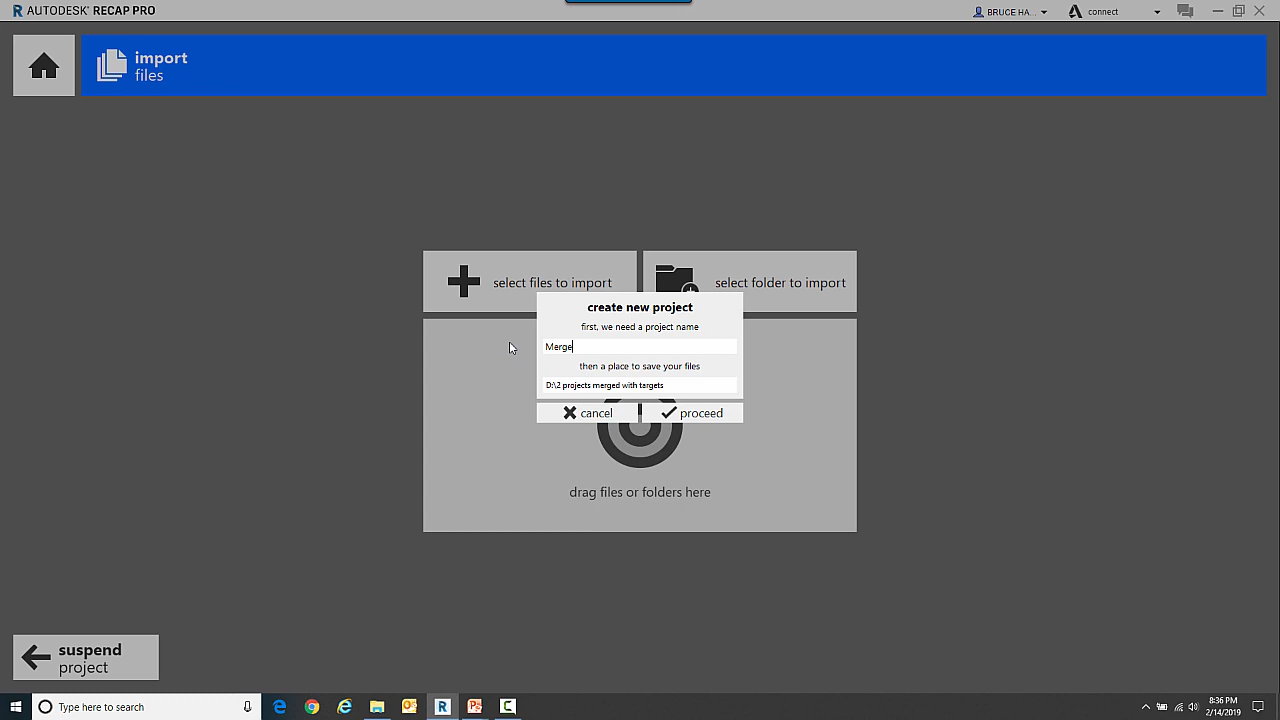 R AUTODESK® RECAP PRO
BRUCE HA...
connect
import
files
select files to import
select folder to import
create new project
first, we need a project name
Merge
then a place to save your files
D:\2 projects merged with targets
cancel
proceed
drag files or folders here
suspend
project
Type here to search
8:36 PM
2/14/2019